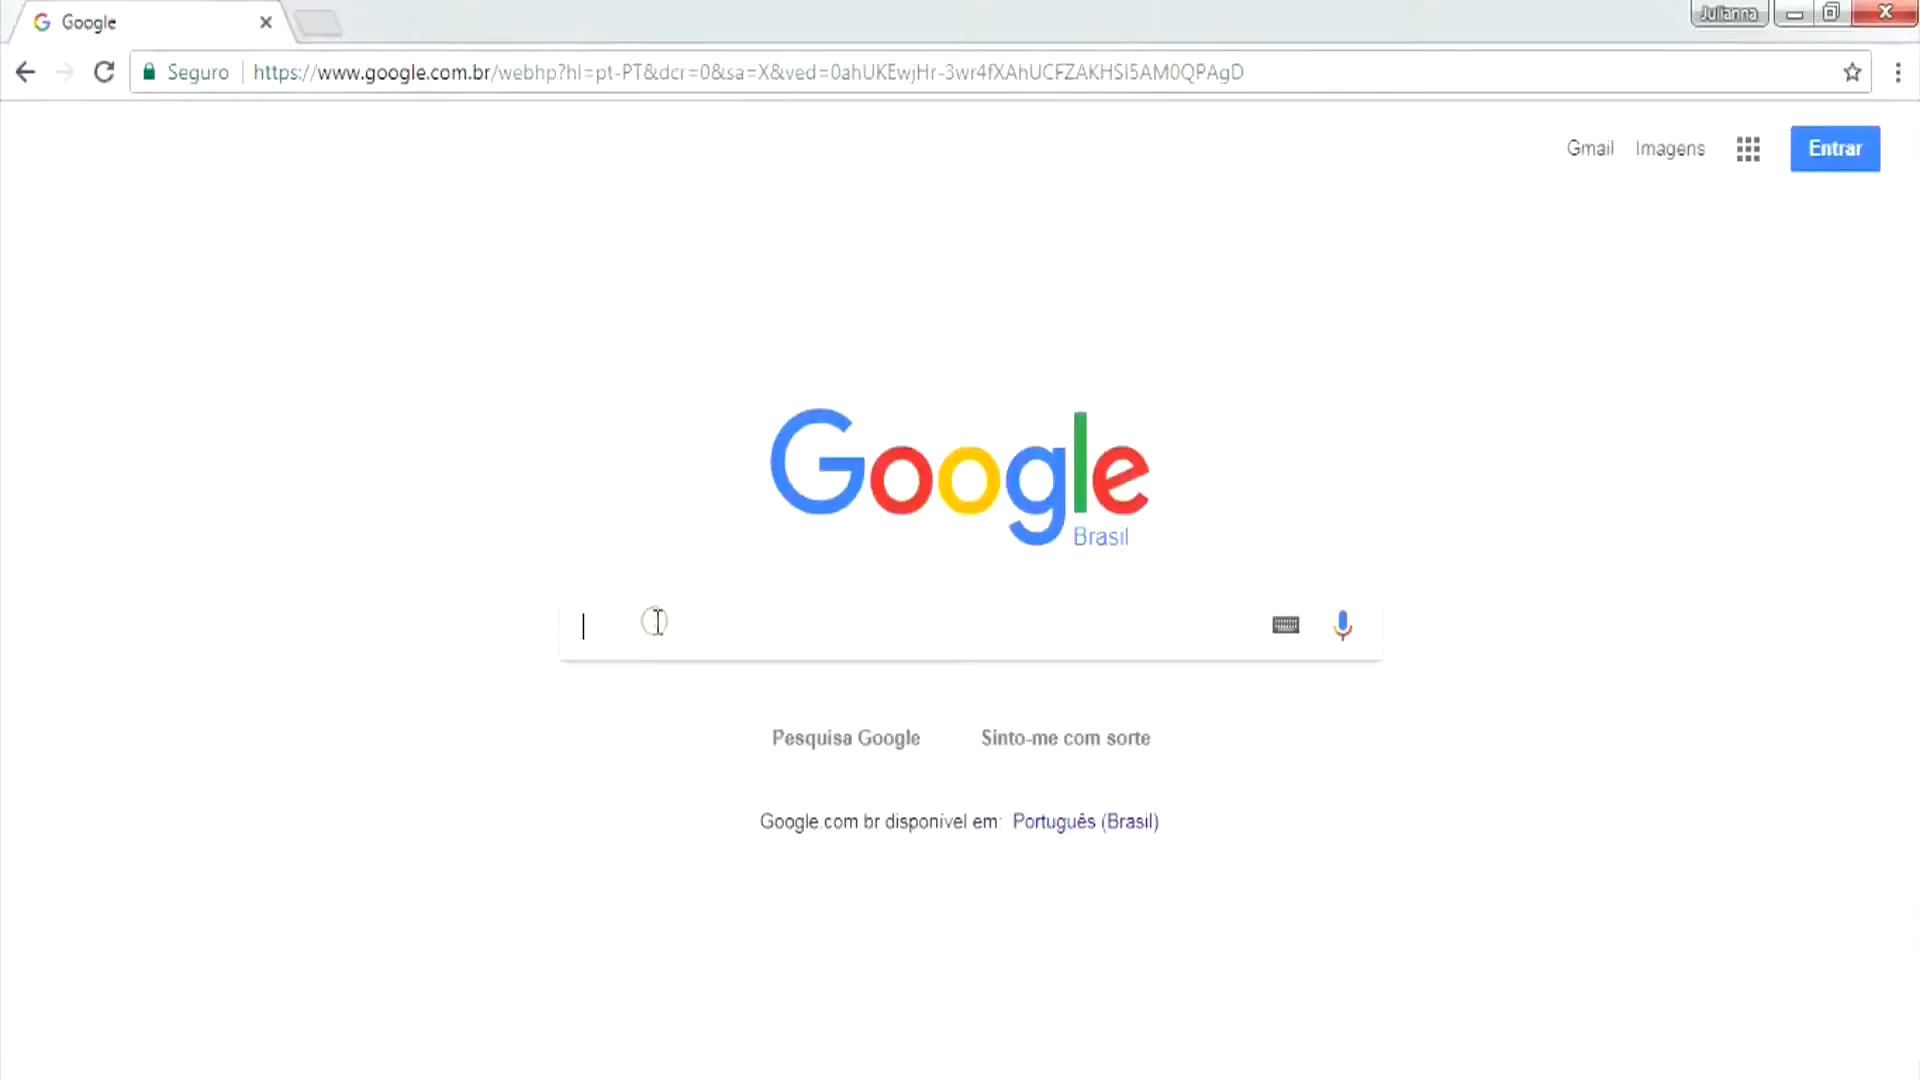 Google
Julianna
Seguro
https://www.google.com.br/webhp?hl=pt-PT&dcr=0&sa=X&ved=0ahUKEwjHr-3wr4fXAhUCFZAKHSI5AM0QPAgD
Gmail Imagens
Entrar
Google
Brasil
Pesquisa Google Sinto-me com sorte
Google.com.br disponível em: Português (Brasil)